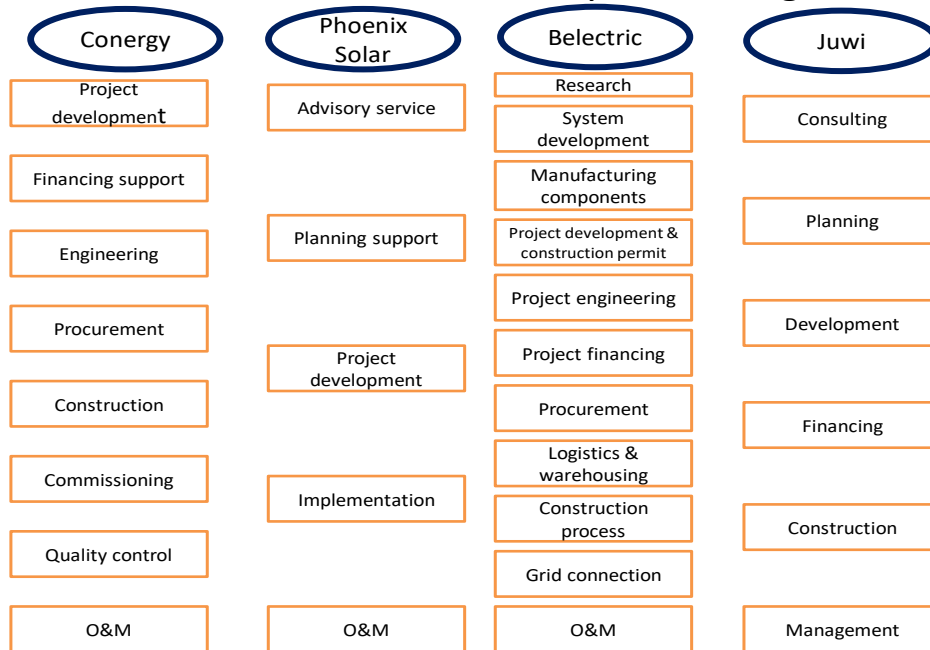 Conergy
Project
development
Financing support
Engineering
Procurement
Construction
Commissioning
Quality control
O&M
Phoenix
Solar
Advisory service
Planning support
Project
development
Implementation
O&M
Belectric
Research
System
development
Manufacturing
components
Project development &
construction permit
Project engineering
Project financing
Procurement
Logistics &
warehousing
Construction
process
Grid connection
O&M
Juwi
Consulting
Planning
Development
Financing
Construction
Management